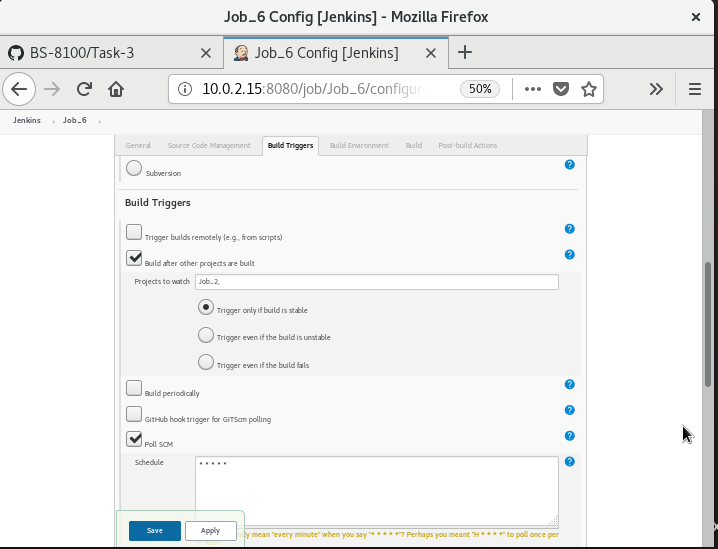 Job_6 Config [Jenkins] - Mozilla Firefox
BS-8100/Task-3
Job_6 Config [Jenkins]
10.0.2.15:8080/job/Job_6/configur
50%
Jenkins
Job_6
General
Source Code Management
Build Triggers
Build Environment
Build
Post-build Actions
Subversion
Build Triggers
Trigger builds remotely (e.g., from scripts)
Build after other projects are built
Projects to watch
Job_2,
Trigger only if build is stable
Trigger even if the build is unstable
Trigger even if the build fails
Build periodically
GitHub hook trigger for GITScm polling
Poll SCM
Schedule
* * * * *
Save
Apply
mean "every minute" when you say "* * * * *"? Perhaps you meant "H * * * *" to poll once per